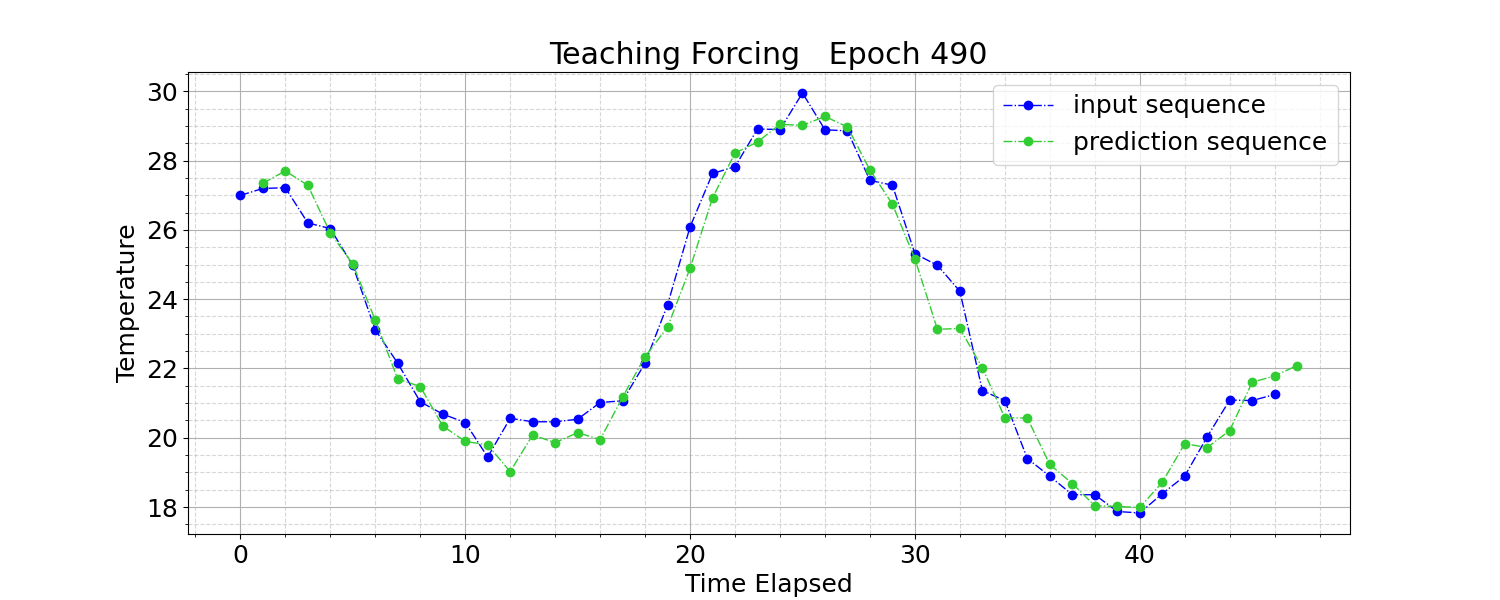 Teaching Forcing   Epoch 490
30
28
26
24
22
20
18
Temperature
input sequence
prediction sequence
0 10 20 30 40
Time Elapsed